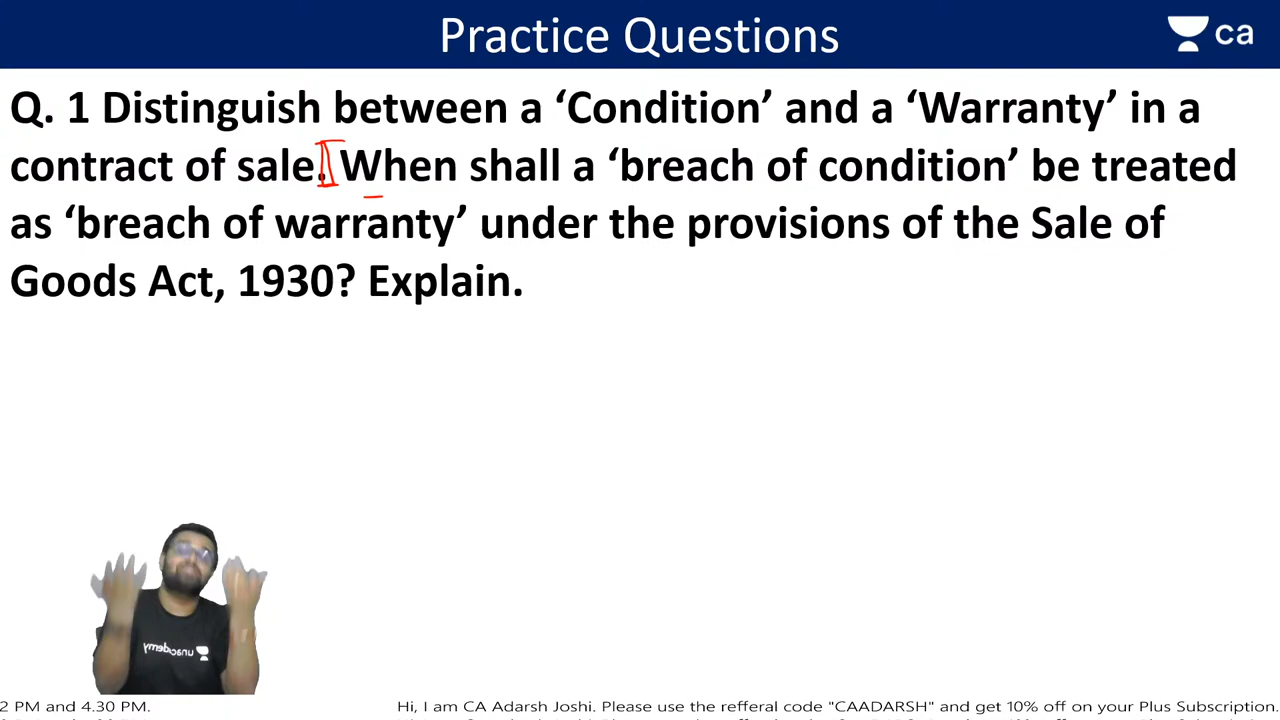 Practice Questions
ca
Q. 1 Distinguish between a ‘Condition’ and a ‘Warranty’ in a
contract of sale. When shall a ‘breach of condition’ be treated
as ‘breach of warranty’ under the provisions of the Sale of
Goods Act, 1930? Explain.
unacademy
2 PM and 4.30 PM.
Hi, I am CA Adarsh Joshi. Please use the refferal code "CAADARSH" and get 10% off on your Plus Subscription.